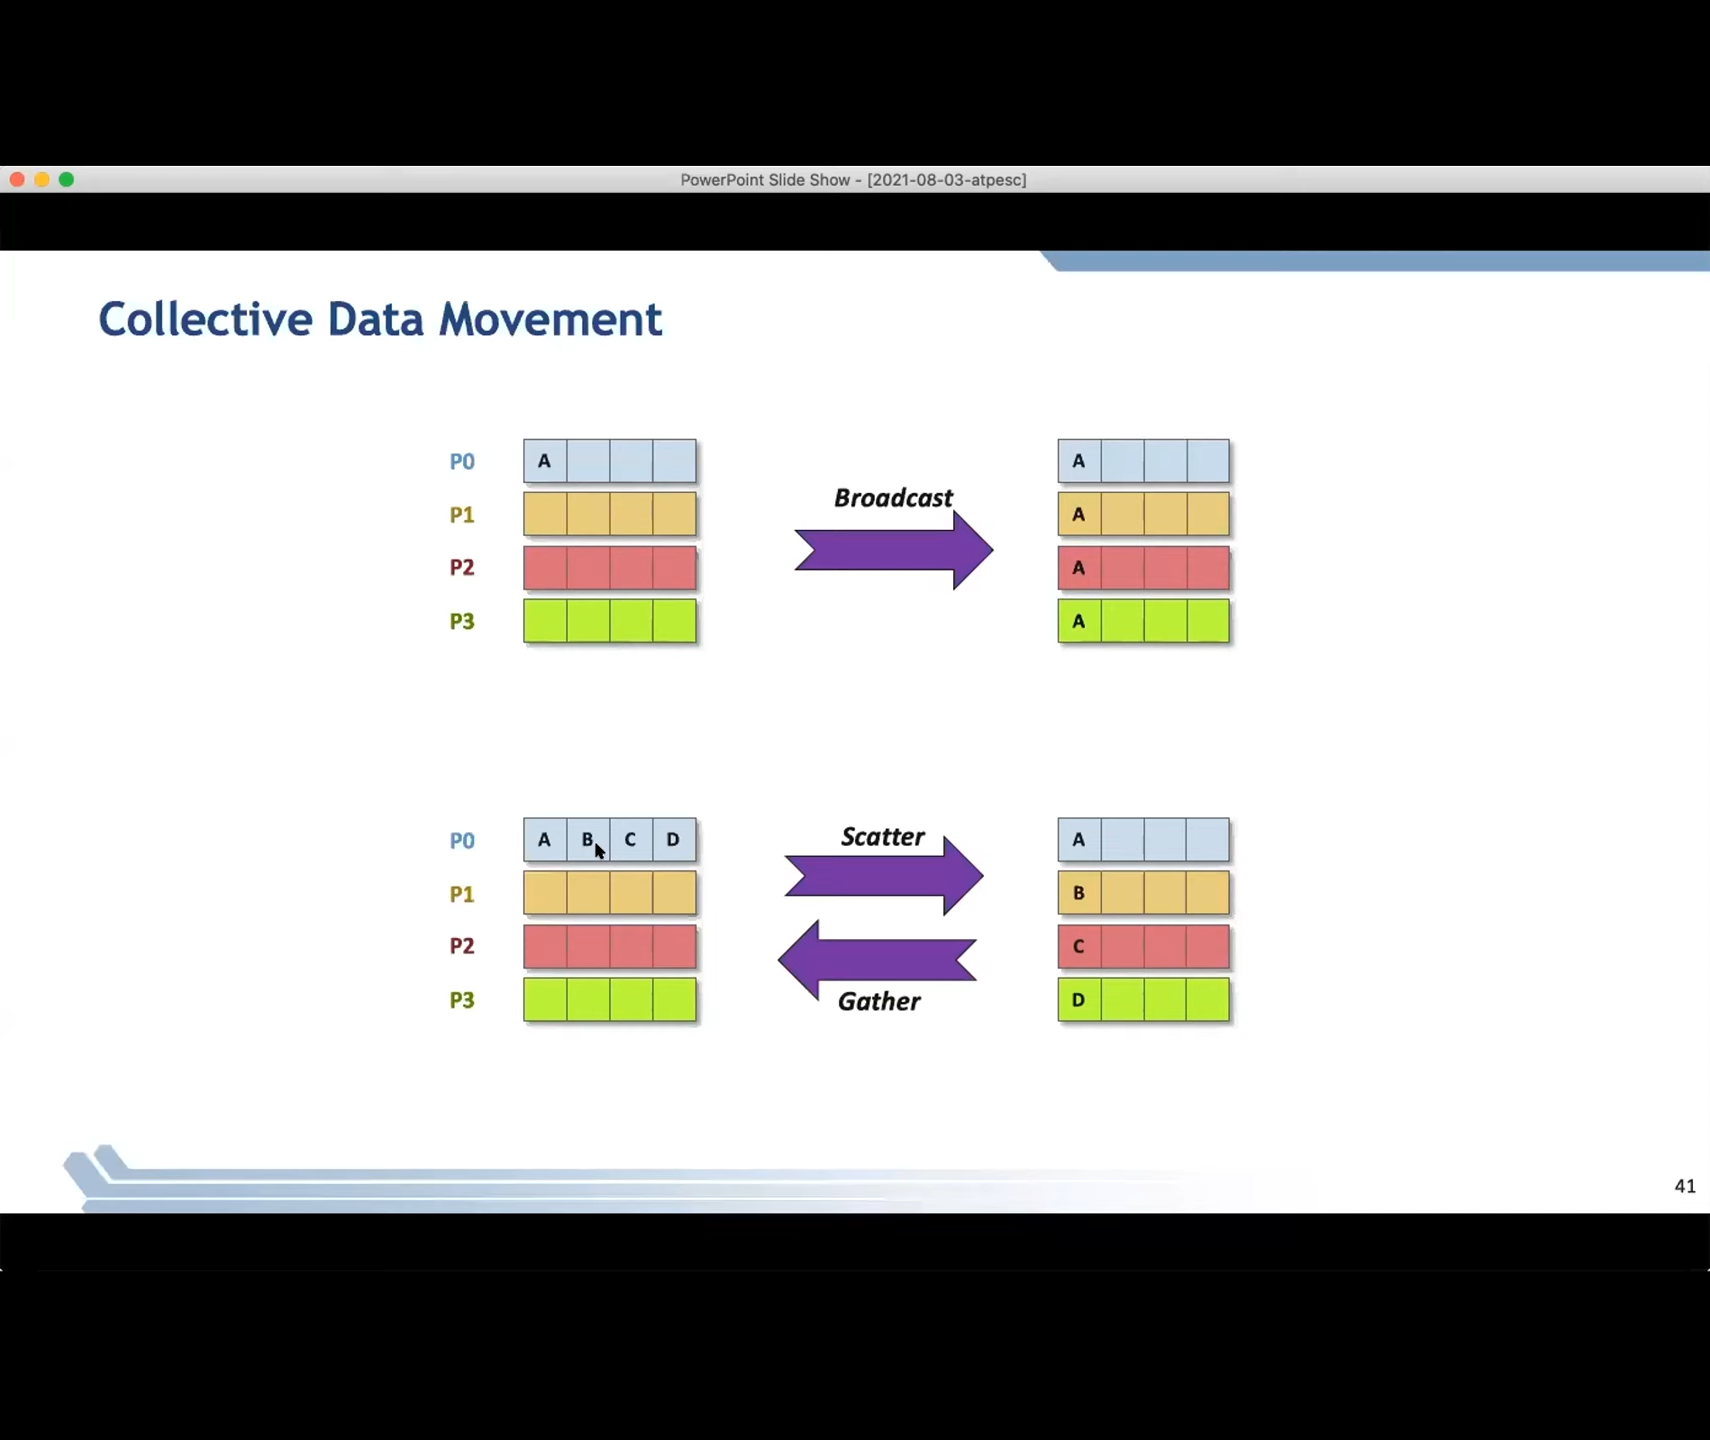 PowerPoint Slide Show - [2021-08-03-atpesc]
Collective Data Movement
P0 A A
Broadcast
P1 A
P2 A
P3 A
Scatter
P0 A B C D A
P1 B
P2 C
P3 D
Gather
41